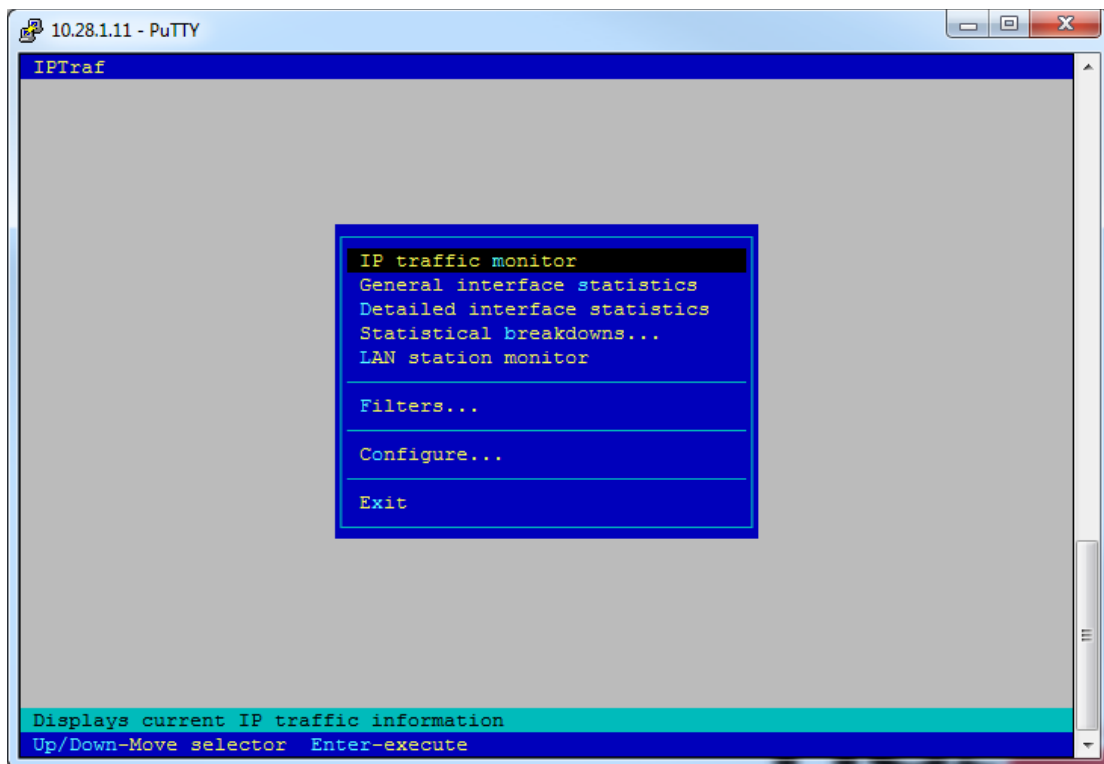 10.28.1.11 - PuTTY
IPTraf
IP traffic monitor
General interface statistics
Detailed interface statistics
Statistical breakdowns...
LAN station monitor
Filters...
Configure...
Exit
Displays current IP traffic information
Up/Down-Move selector  Enter-execute